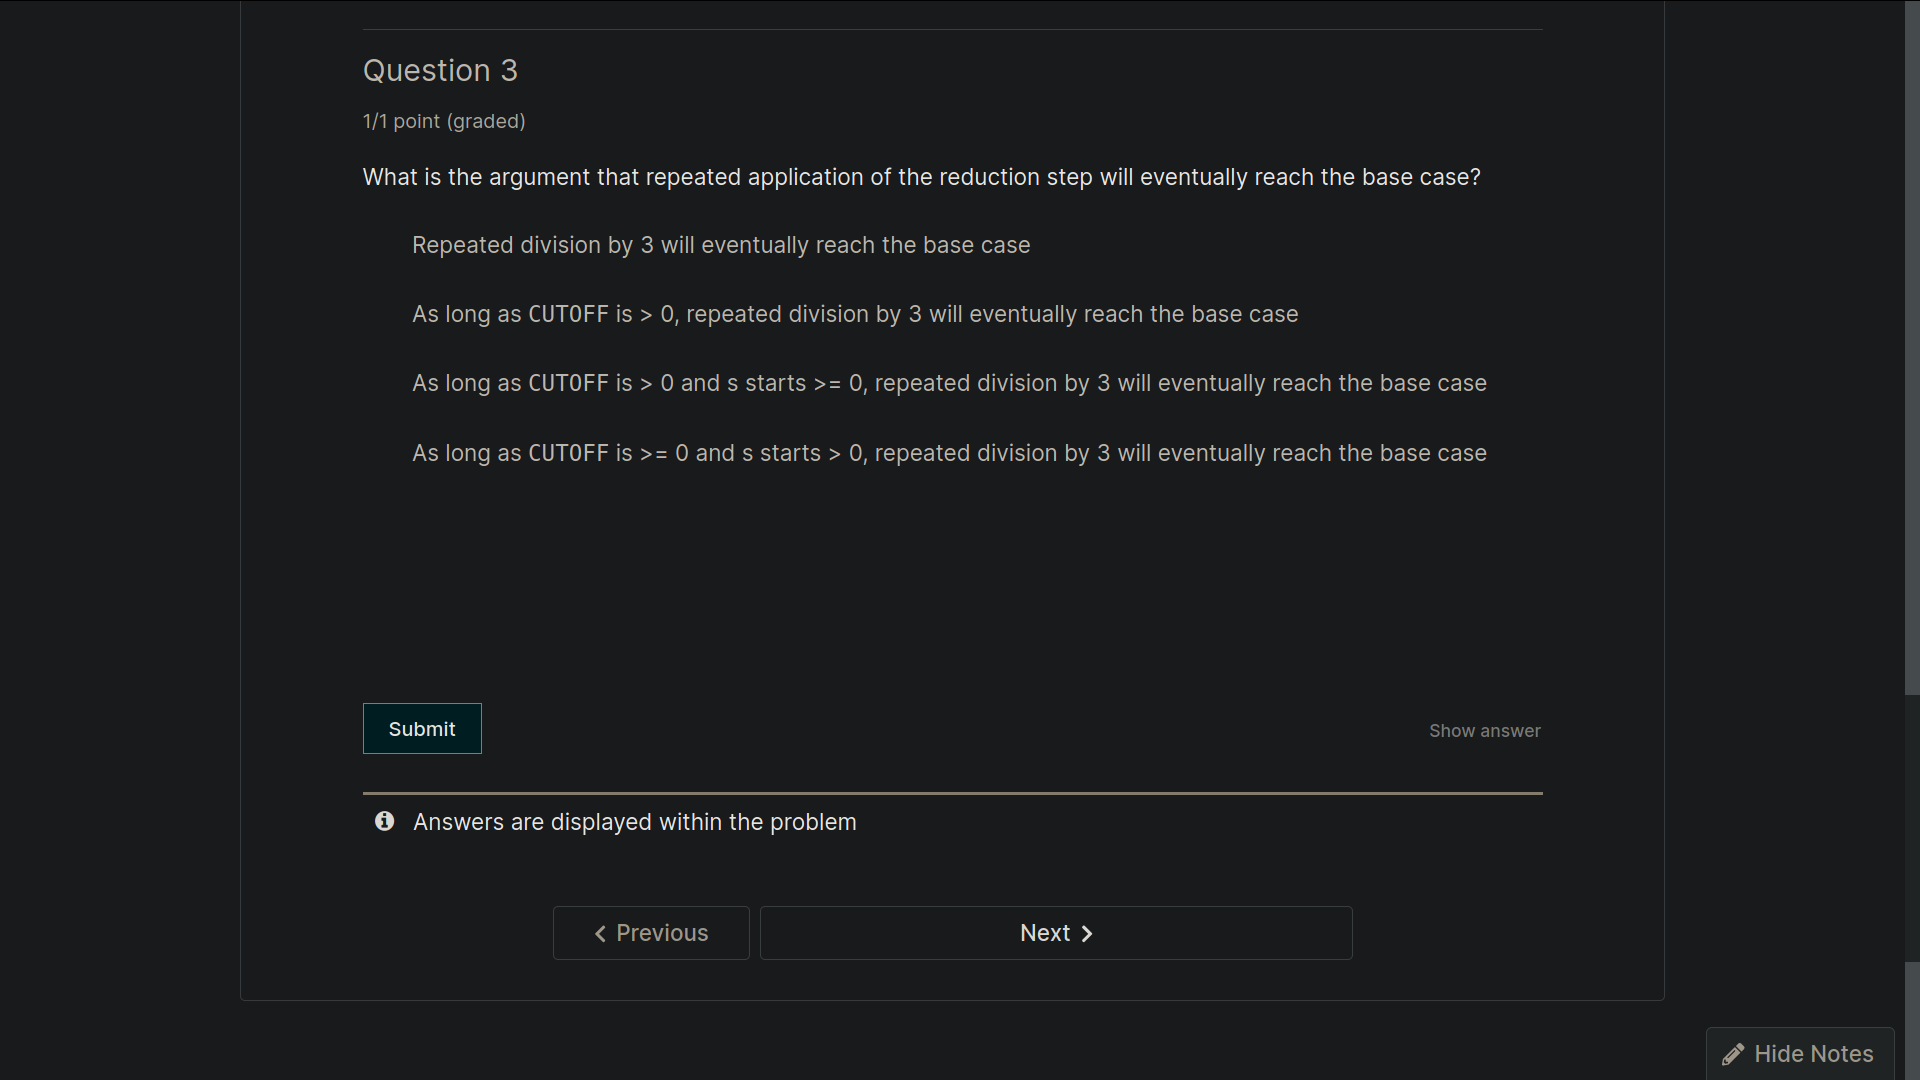 Question 3
1/1 point (graded)
What is the argument that repeated application of the reduction step will eventually reach the base case?
Repeated division by 3 will eventually reach the base case
As long as CUTOFF is > 0, repeated division by 3 will eventually reach the base case
As long as CUTOFF is > 0 and s starts >= 0, repeated division by 3 will eventually reach the base case
As long as CUTOFF is >= 0 and s starts > 0, repeated division by 3 will eventually reach the base case
Submit
Show answer
Answers are displayed within the problem
Previous
Next
Hide Notes